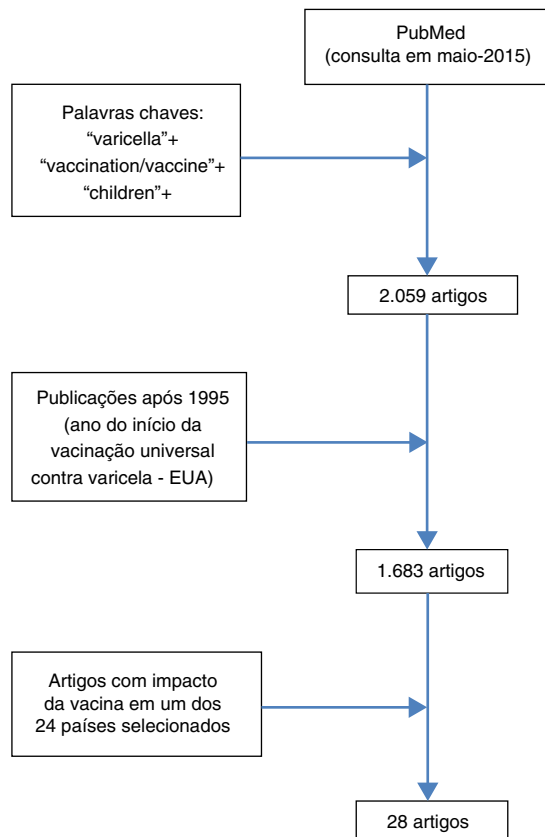 PubMed
(consulta em maio-2015)
Palavras chaves:
“varicella”+
“vaccination/vaccine”+
“children”+
2.059 artigos
Publicações após 1995
(ano do início da
vacinação universal
contra varicela - EUA)
1.683 artigos
Artigos com impacto
da vacina em um dos
24 países selecionados
28 artigos